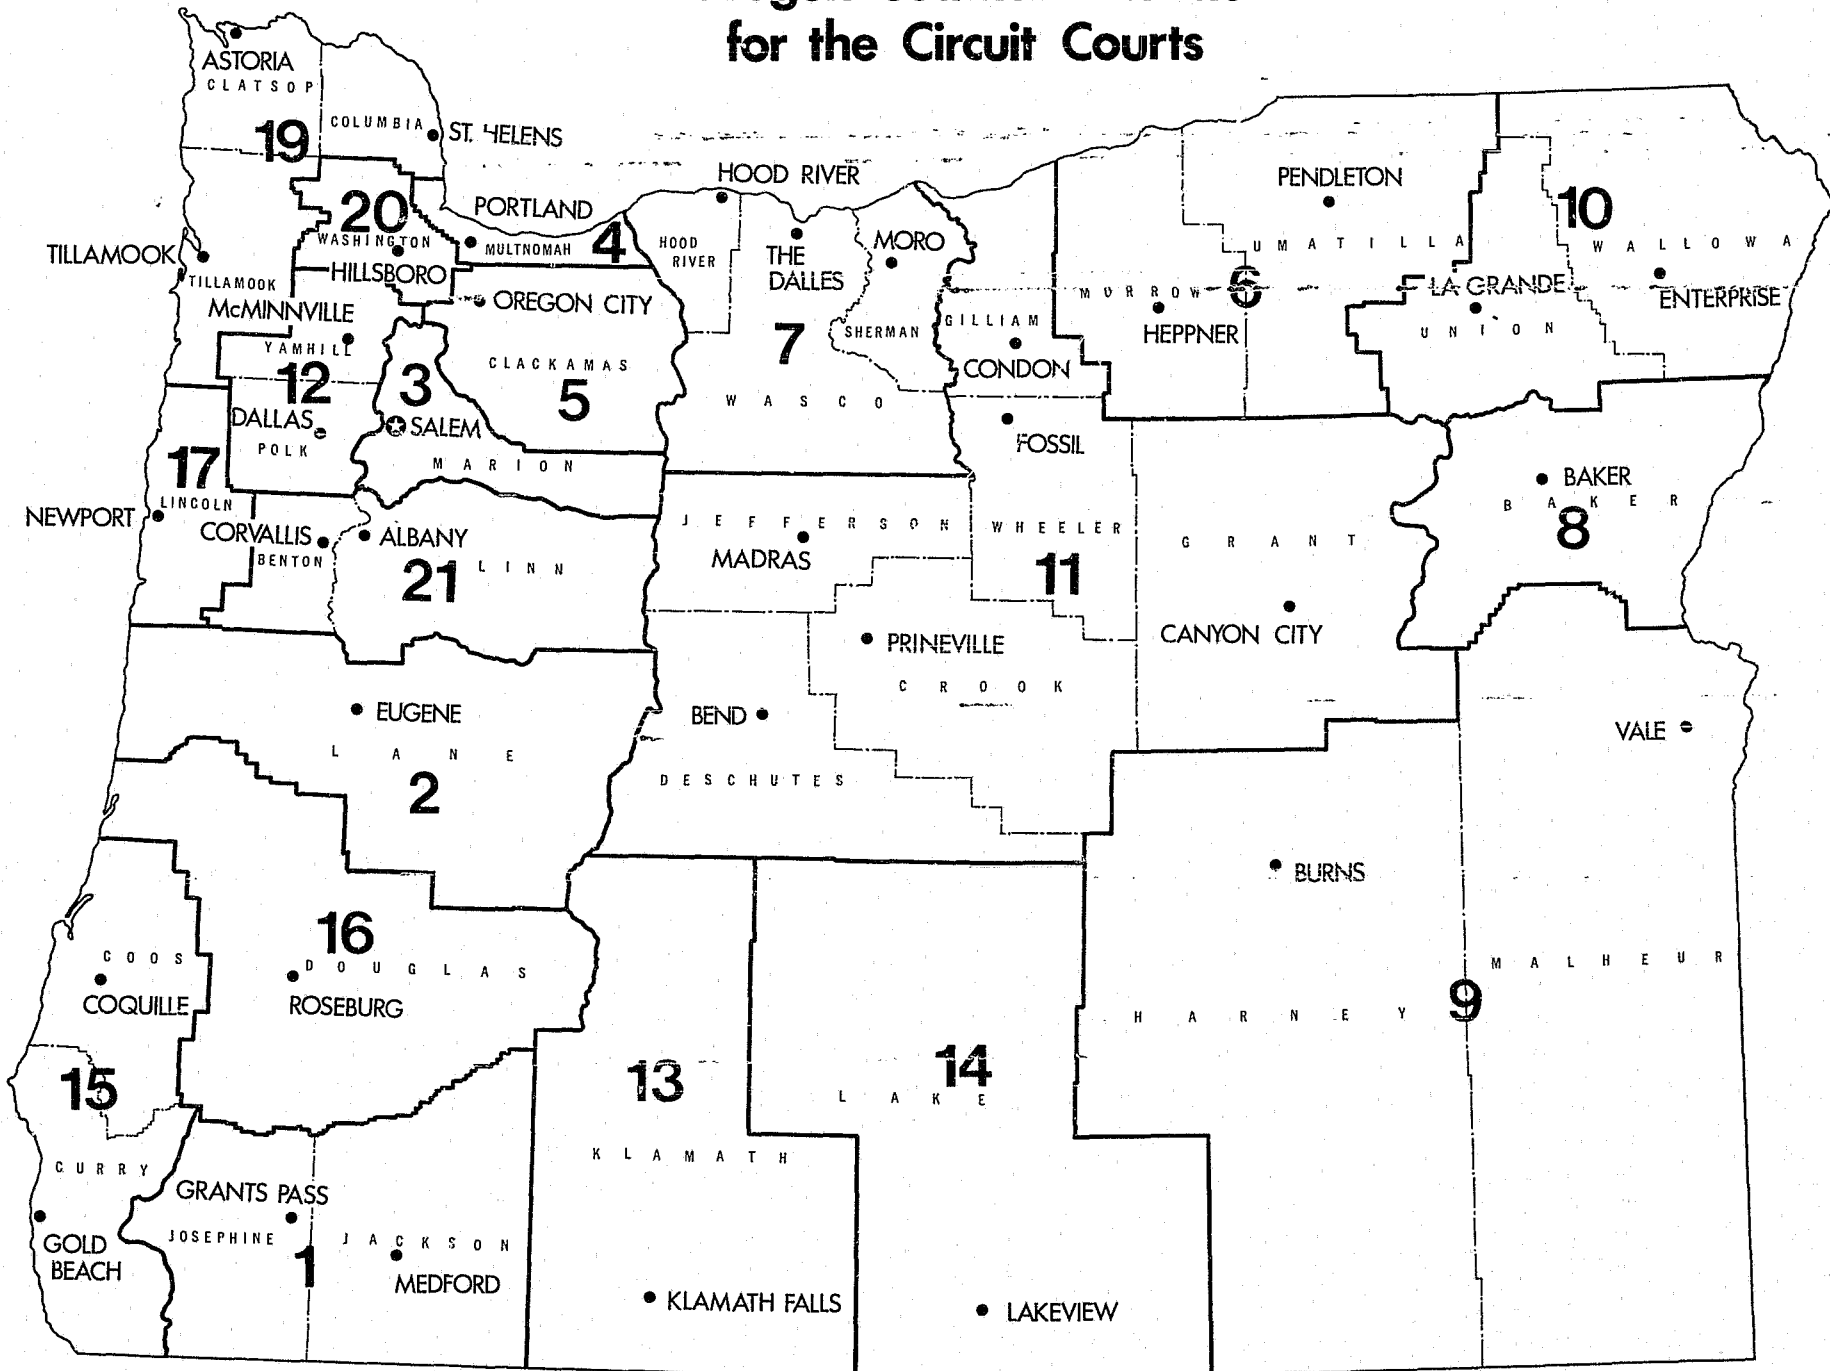 for the Circuit Courts
ASTORIA
CLATSOP
19
COLUMBIA
ST. HELENS
HOOD RIVER
PENDLETON
10
20
WASHINGTON
HILLSBORO
PORTLAND
MULTNOMAH
4
HOOD
RIVER
THE
DALLES
MORO
UMATILLA
WALLOWA
TILLAMOOK
TILLAMOOK
McMINNVILLE
OREGON CITY
MORROW
6
LA GRANDE
ENTERPRISE
YAMHILL
12
3
CLACKAMAS
5
7
SHERMAN
GILLIAM
HEPPNER
UNION
CONDON
DALLAS
POLK
SALEM
MARION
WASCO
FOSSIL
17
LINCOLN
NEWPORT
CORVALLIS
BENTON
ALBANY
21
LINN
JEFFERSON
MADRAS
WHEELER
11
GRANT
BAKER
BAKER
8
PRINEVILLE
CROOK
CANYON CITY
EUGENE
LANE
2
BEND
DESCHUTES
VALE
BURNS
16
DOUGLAS
ROSEBURG
COOS
COQUILLE
MALHEUR
HARNEY
9
15
13
14
LAKE
CURRY
KLAMATH
GRANTS PASS
JOSEPHINE
1
JACKSON
MEDFORD
GOLD
BEACH
KLAMATH FALLS
LAKEVIEW